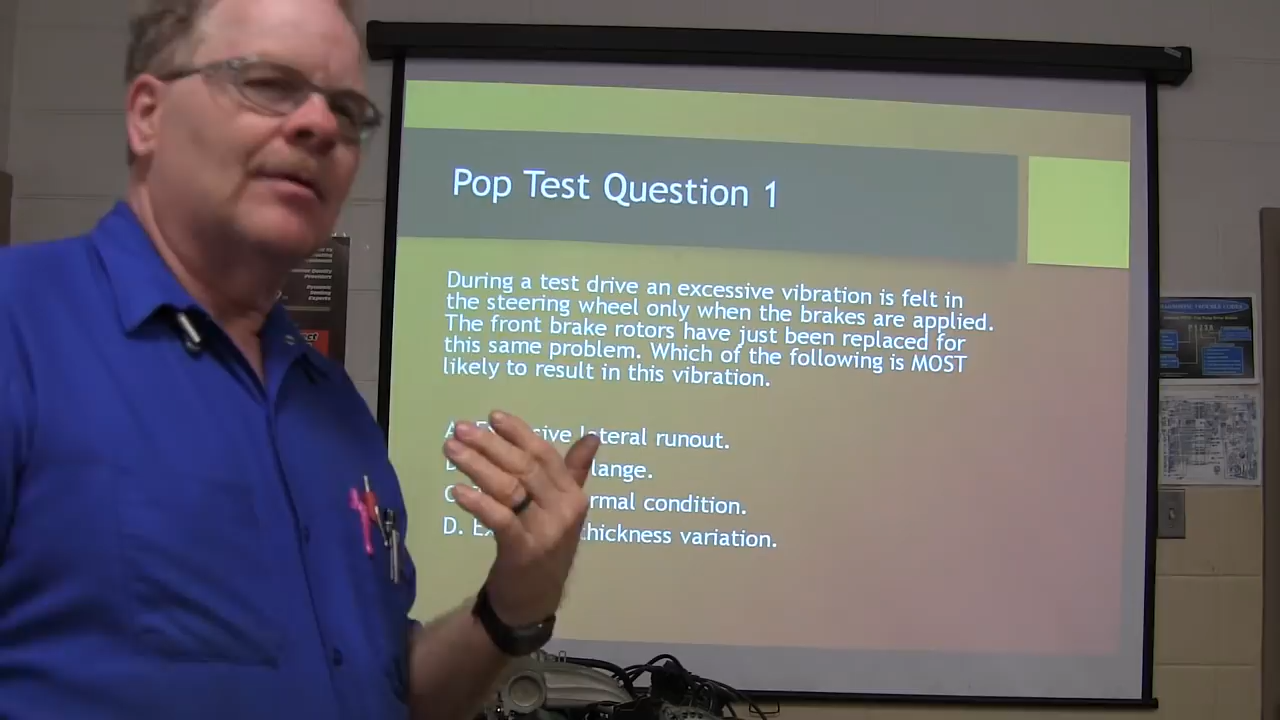 Pop Test Question 1
During a test drive an excessive vibration is felt in
the steering wheel only when the brakes are applied.
The front brake rotors have just been replaced for
this same problem. Which of the following is MOST
likely to result in this vibration.
lateral runout.
condition.
D. thickness variation.